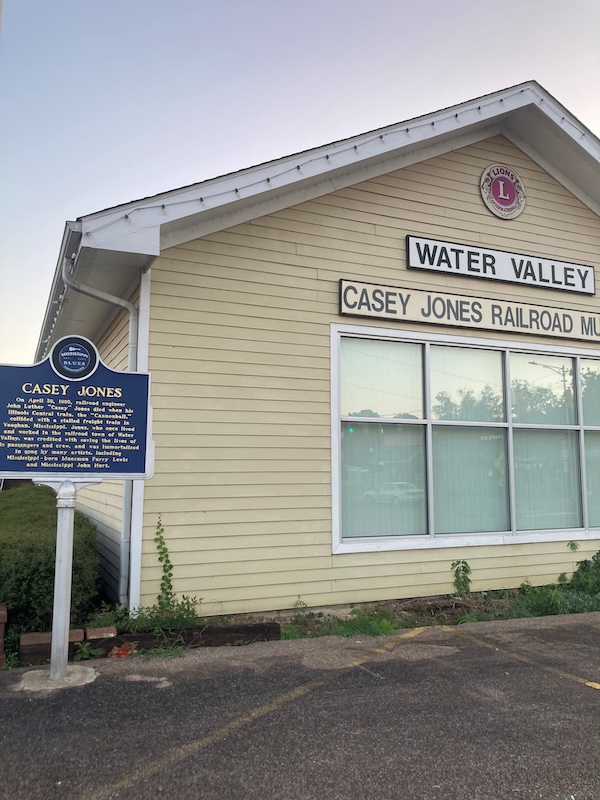 LIONS
L
INTERNATIONAL
WATER VALLEY
CASEY JONES RAILROAD MU
MISSISSIPPI
BLUES
CASEY JONES
On April 30, 1900, railroad engineer
John Luther "Casey" Jones died when his
Illinois Central train, the "Cannonball,"
collided with a stalled freight train in
Vaughan, Mississippi. Jones, who once lived
and worked in the railroad town of Water
Valley, was credited with saving the lives of
his passengers and crew, and was immortalized
in song by many artists, including
Mississippi-born bluesmen Furry Lewis
and Mississippi John Hurt.